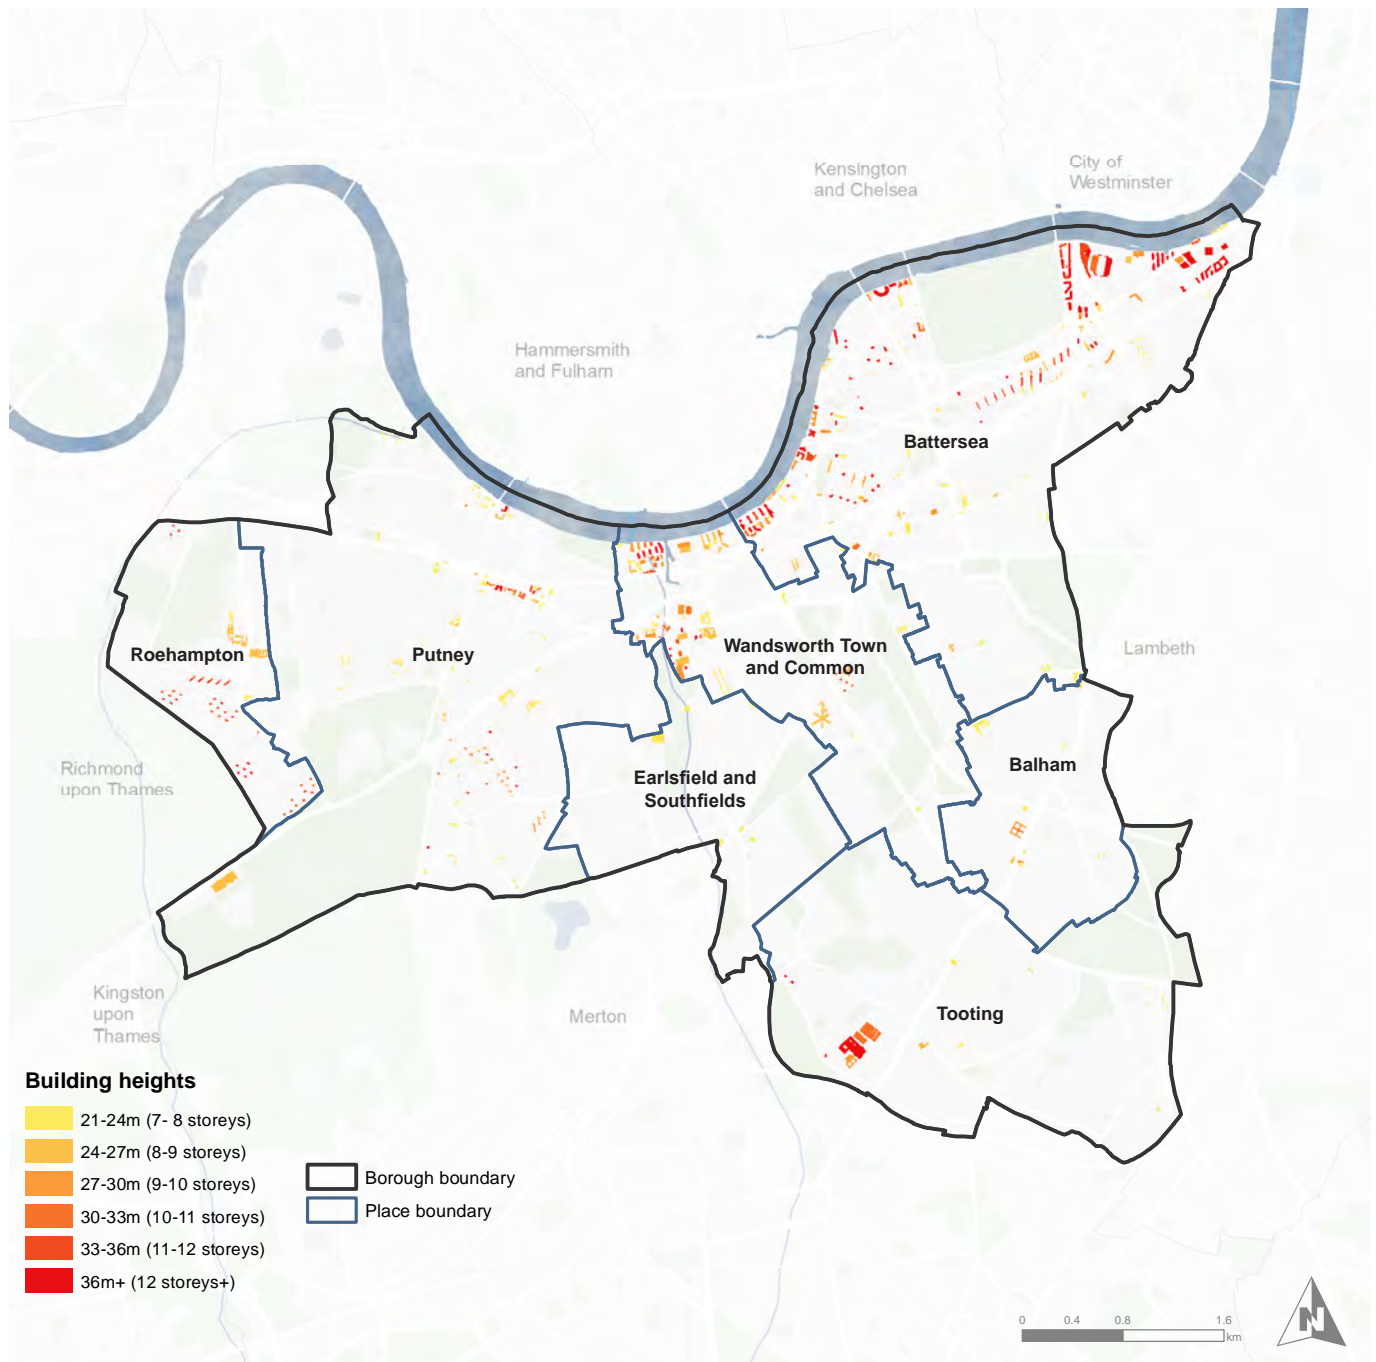 Kensington
and Chelsea
City of
Westminster
Hammersmith
and Fulham
Battersea
Roehampton
Putney
Wandsworth Town
and Common
Lambeth
Richmond
upon Thames
Earlsfield and
Southfields
Balham
Kingston
upon
Thames
Merton
Tooting
Building heights
21-24m (7- 8 storeys)
24-27m (8-9 storeys)
27-30m (9-10 storeys)
30-33m (10-11 storeys)
33-36m (11-12 storeys)
36m+ (12 storeys+)
Borough boundary
Place boundary
0 0.4 0.8 1.6
km
N